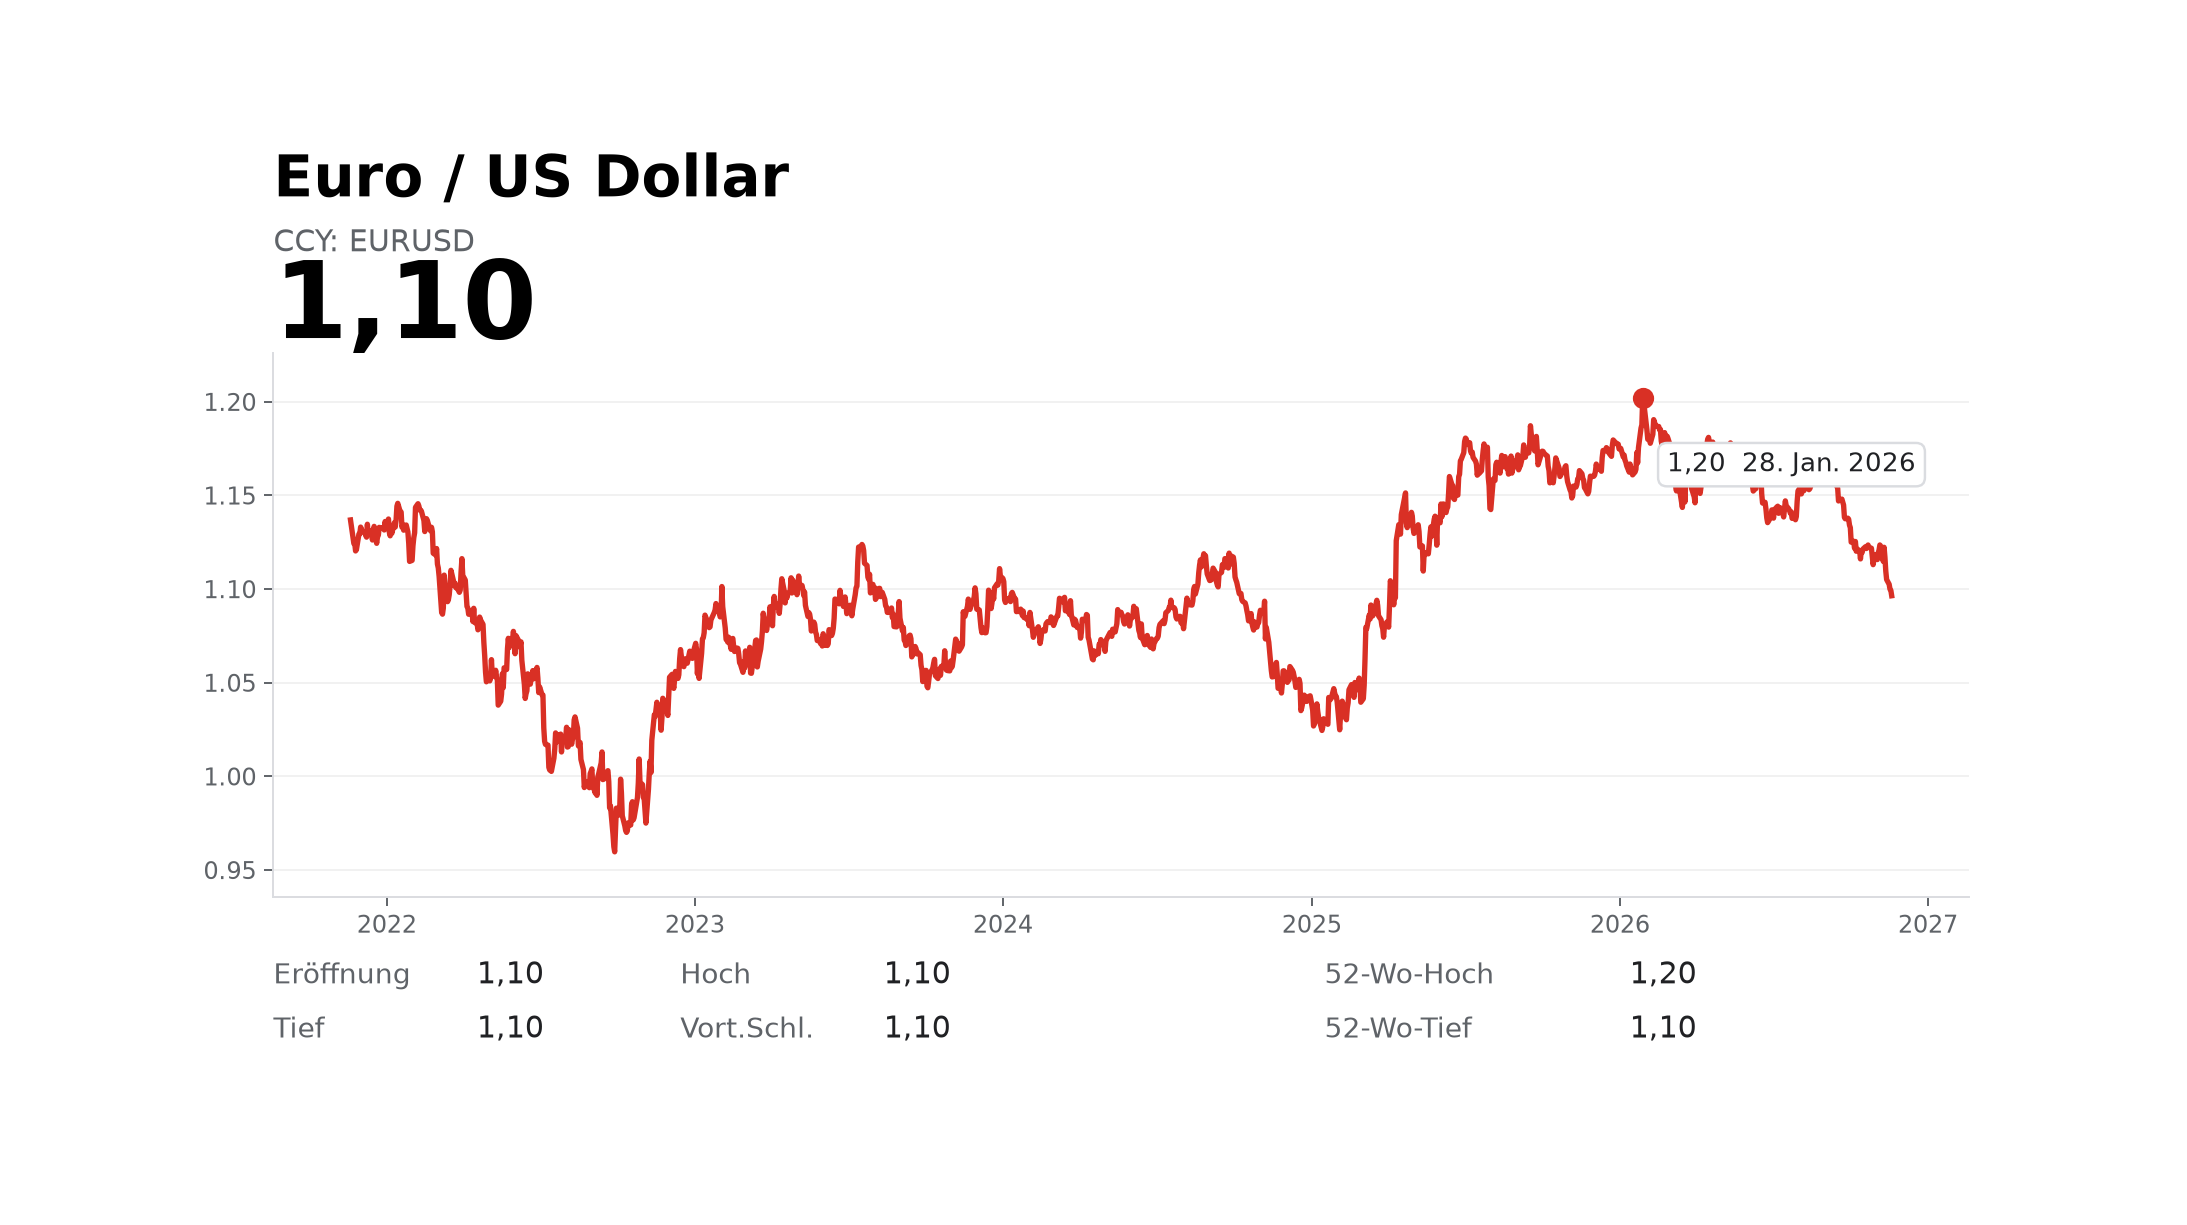 Euro / US Dollar
CCY: EURUSD
1,10
1.20
1,20 28. Jan. 2026
1.15
1.10
1.05
1.00
0.95
2022 2023 2024 2025 2026 2027
Eröffnung 1,10 Hoch 1,10 52-Wo-Hoch 1,20
Tief 1,10 Vort.Schl. 1,10 52-Wo-Tief 1,10